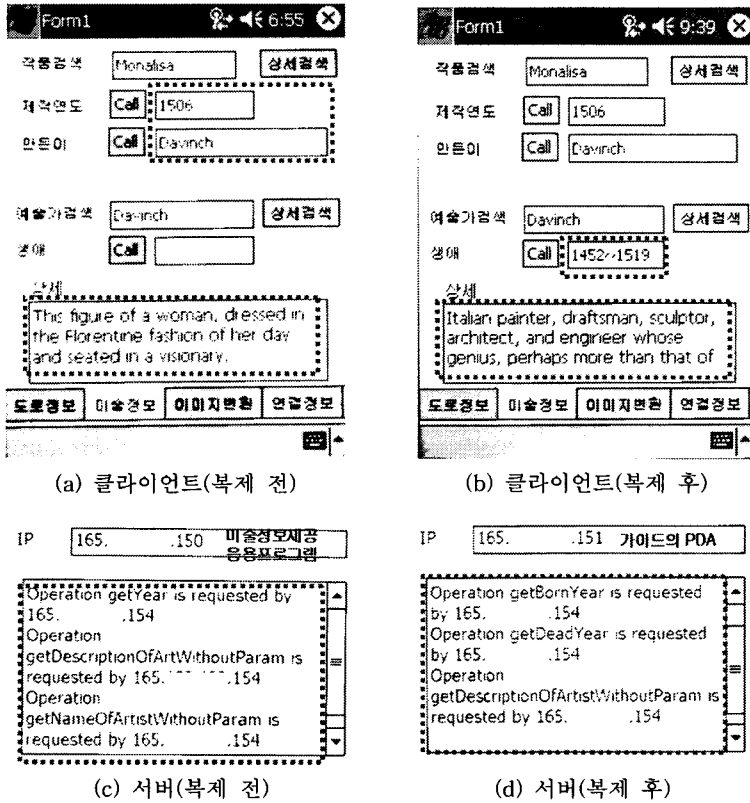 Form1 6:55
작품검색 Monalisa 상세검색
제작연도 Call 1506
만든이 Call Davinch
예술가검색 Davinch 상세검색
생애 Call
상세
This figure of a woman, dressed in
the Florentine fashion of her day
and seated in a visionary,
도로정보 미술정보 이미지변환 연결정보
(a) 클라이언트(복제 전)
Form1 9:39
작품검색 Monalisa 상세검색
제작연도 Call 1506
만든이 Call Davinch
예술가검색 Davinch 상세검색
생애 Call 1452~1519
상세
Italian painter, draftsman, sculptor,
architect, and engineer whose
genius, perhaps more than that of
도로정보 미술정보 이미지변환 연결정보
(b) 클라이언트(복제 후)
IP 165. .150 미술정보제공
응용프로그램
Operation getYear is requested by
165. .154
Operation
getDescriptionOfArtWithoutParam is
requested by 165. .154
Operation
getNameOfArtistWithoutParam is
requested by 165. .154
(c) 서버(복제 전)
IP 165. .151 가이드의 PDA
Operation getBornYear is requested
by 165. .154
Operation getDeadYear is requested
by 165. .154
Operation
getDescriptionOfArtistWithoutParam is
requested by 165. .154
(d) 서버(복제 후)